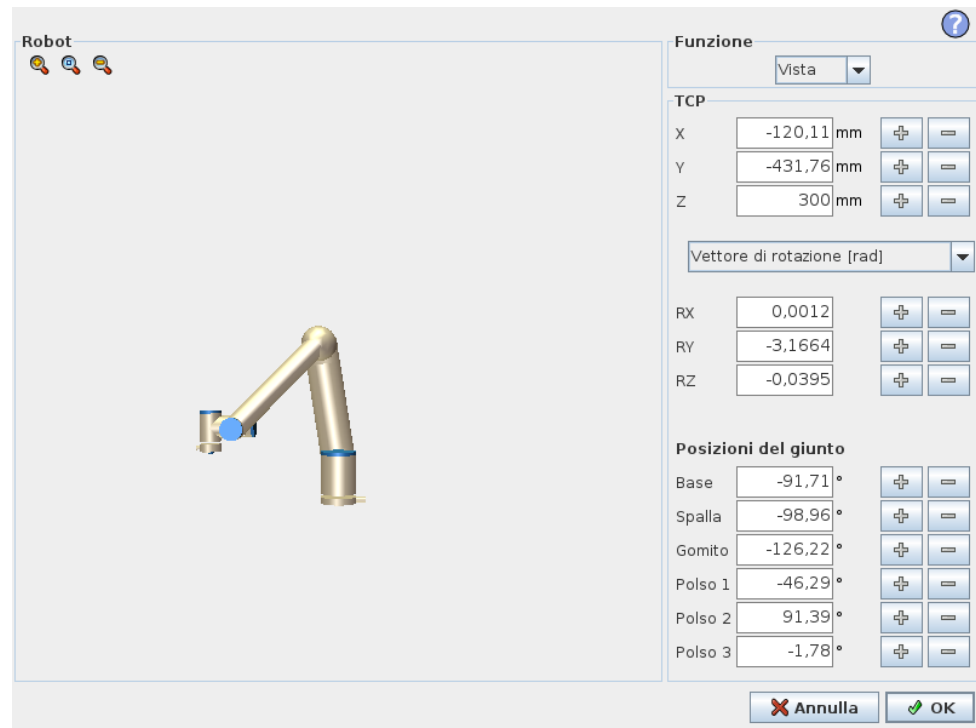 ?
Robot
Funzione
Vista
TCP
X -120,11 mm
Y -431,76 mm
Z 300 mm
Vettore di rotazione [rad]
RX 0,0012
RY -3,1664
RZ -0,0395
Posizioni del giunto
Base -91,71 °
Spalla -98,96 °
Gomito -126,22 °
Polso 1 -46,29 °
Polso 2 91,39 °
Polso 3 -1,78 °
Annulla OK